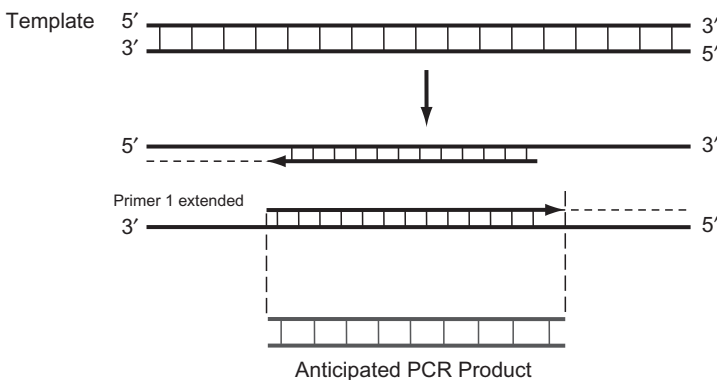 Template
5′
3′
3′
5′
5′
3′
Primer 1 extended
3′
5′
Anticipated PCR Product